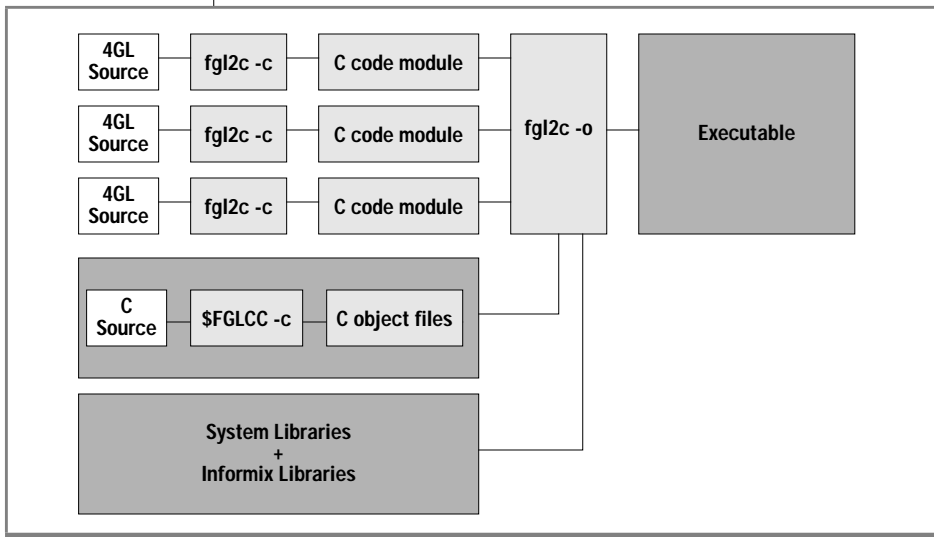 4GL
Source
fgl2c -c
C code module
4GL
Source
fgl2c -c
C code module
fgl2c -o
Executable
4GL
Source
fgl2c -c
C code module
C
Source
$FGLCC -c
C object files
System Libraries
+
Informix Libraries